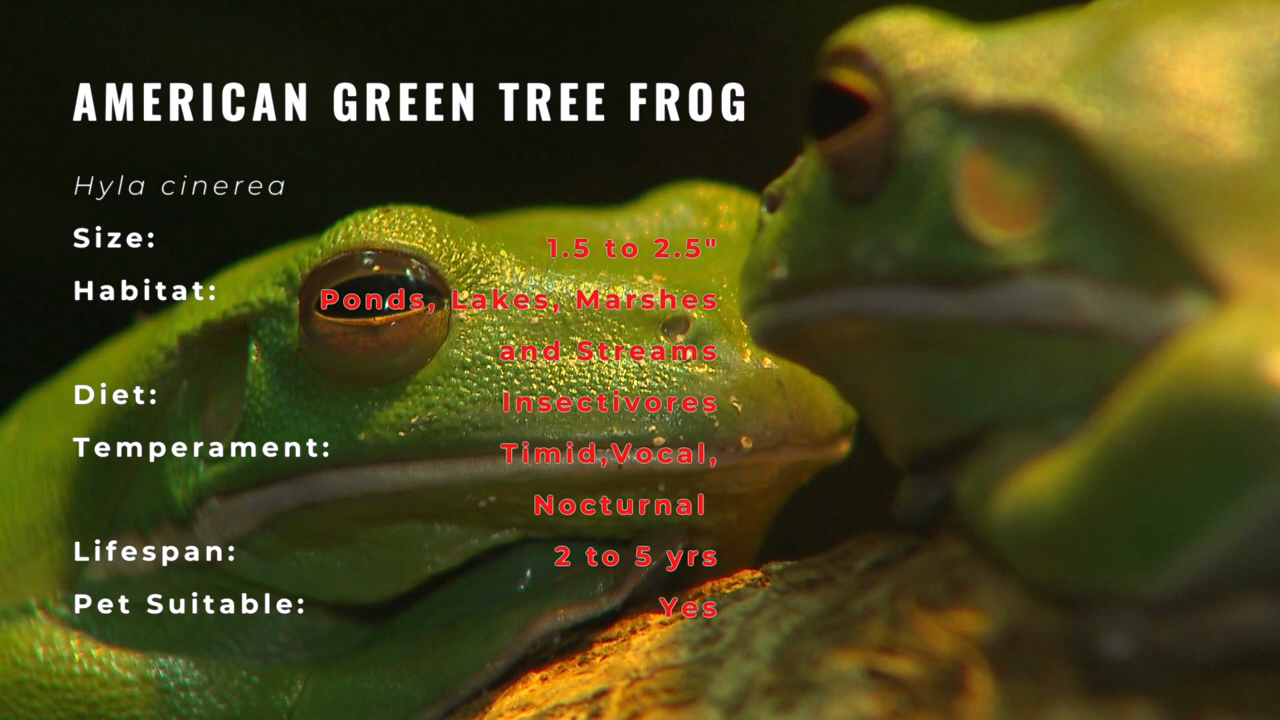 AMERICAN GREEN TREE FROG
Hyla cinerea
Size: 1.5 to 2.5"
Habitat: Ponds, Lakes, Marshes
and Streams
Diet: Insectivores
Temperament: Timid,Vocal,
Nocturnal
Lifespan: 2 to 5 yrs
Pet Suitable: Yes